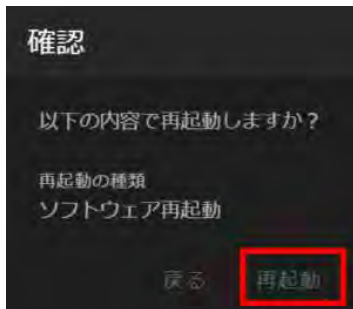 確認
以下の内容で再起動しますか？
再起動の種類
ソフトウェア再起動
戻る
再起動